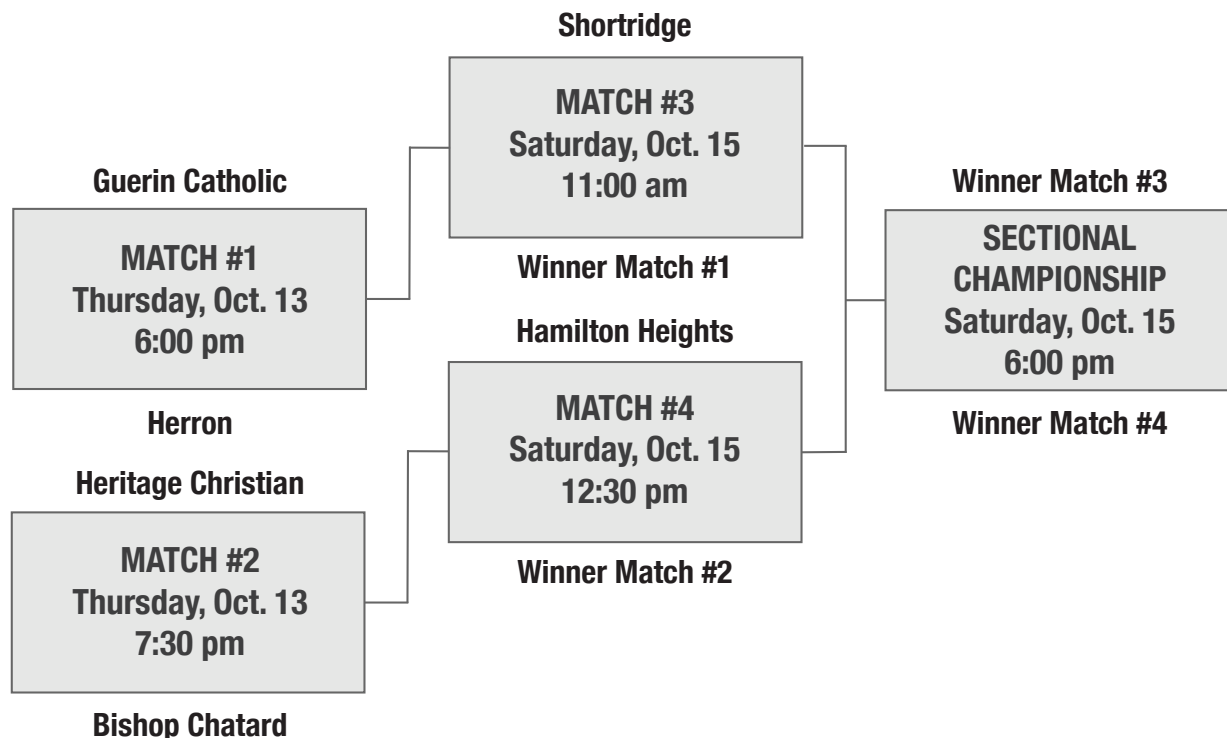 Shortridge
MATCH #3
Saturday, Oct. 15
11:00 am
Winner Match #1
Guerin Catholic
MATCH #1
Thursday, Oct. 13
6:00 pm
Herron
Winner Match #3
SECTIONAL
CHAMPIONSHIP
Saturday, Oct. 15
6:00 pm
Winner Match #4
Hamilton Heights
MATCH #4
Saturday, Oct. 15
12:30 pm
Winner Match #2
Heritage Christian
MATCH #2
Thursday, Oct. 13
7:30 pm
Bishop Chatard